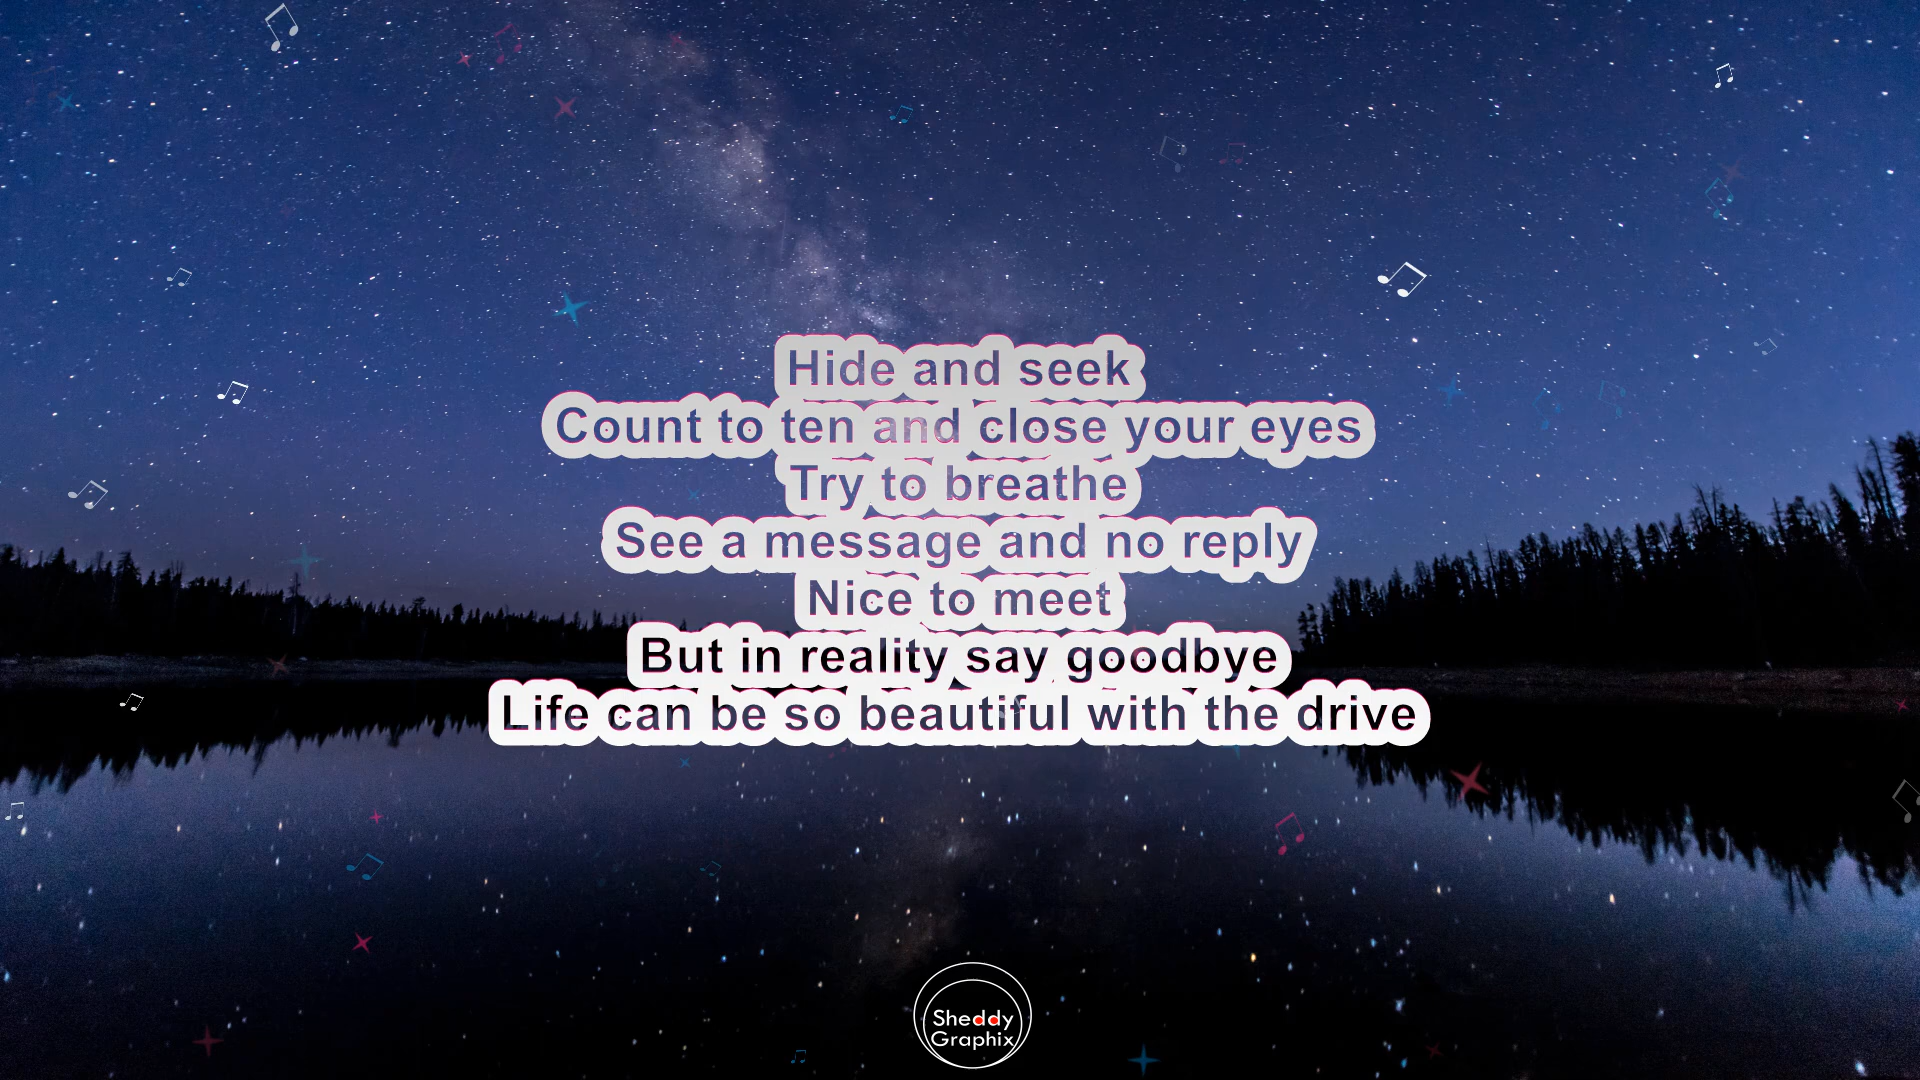 Hide and seek
Count to ten and close your eyes
Try to breathe
See a message and no reply
Nice to meet
But in reality say goodbye
Life can be so beautiful with the drive
Sheddy
Graphix